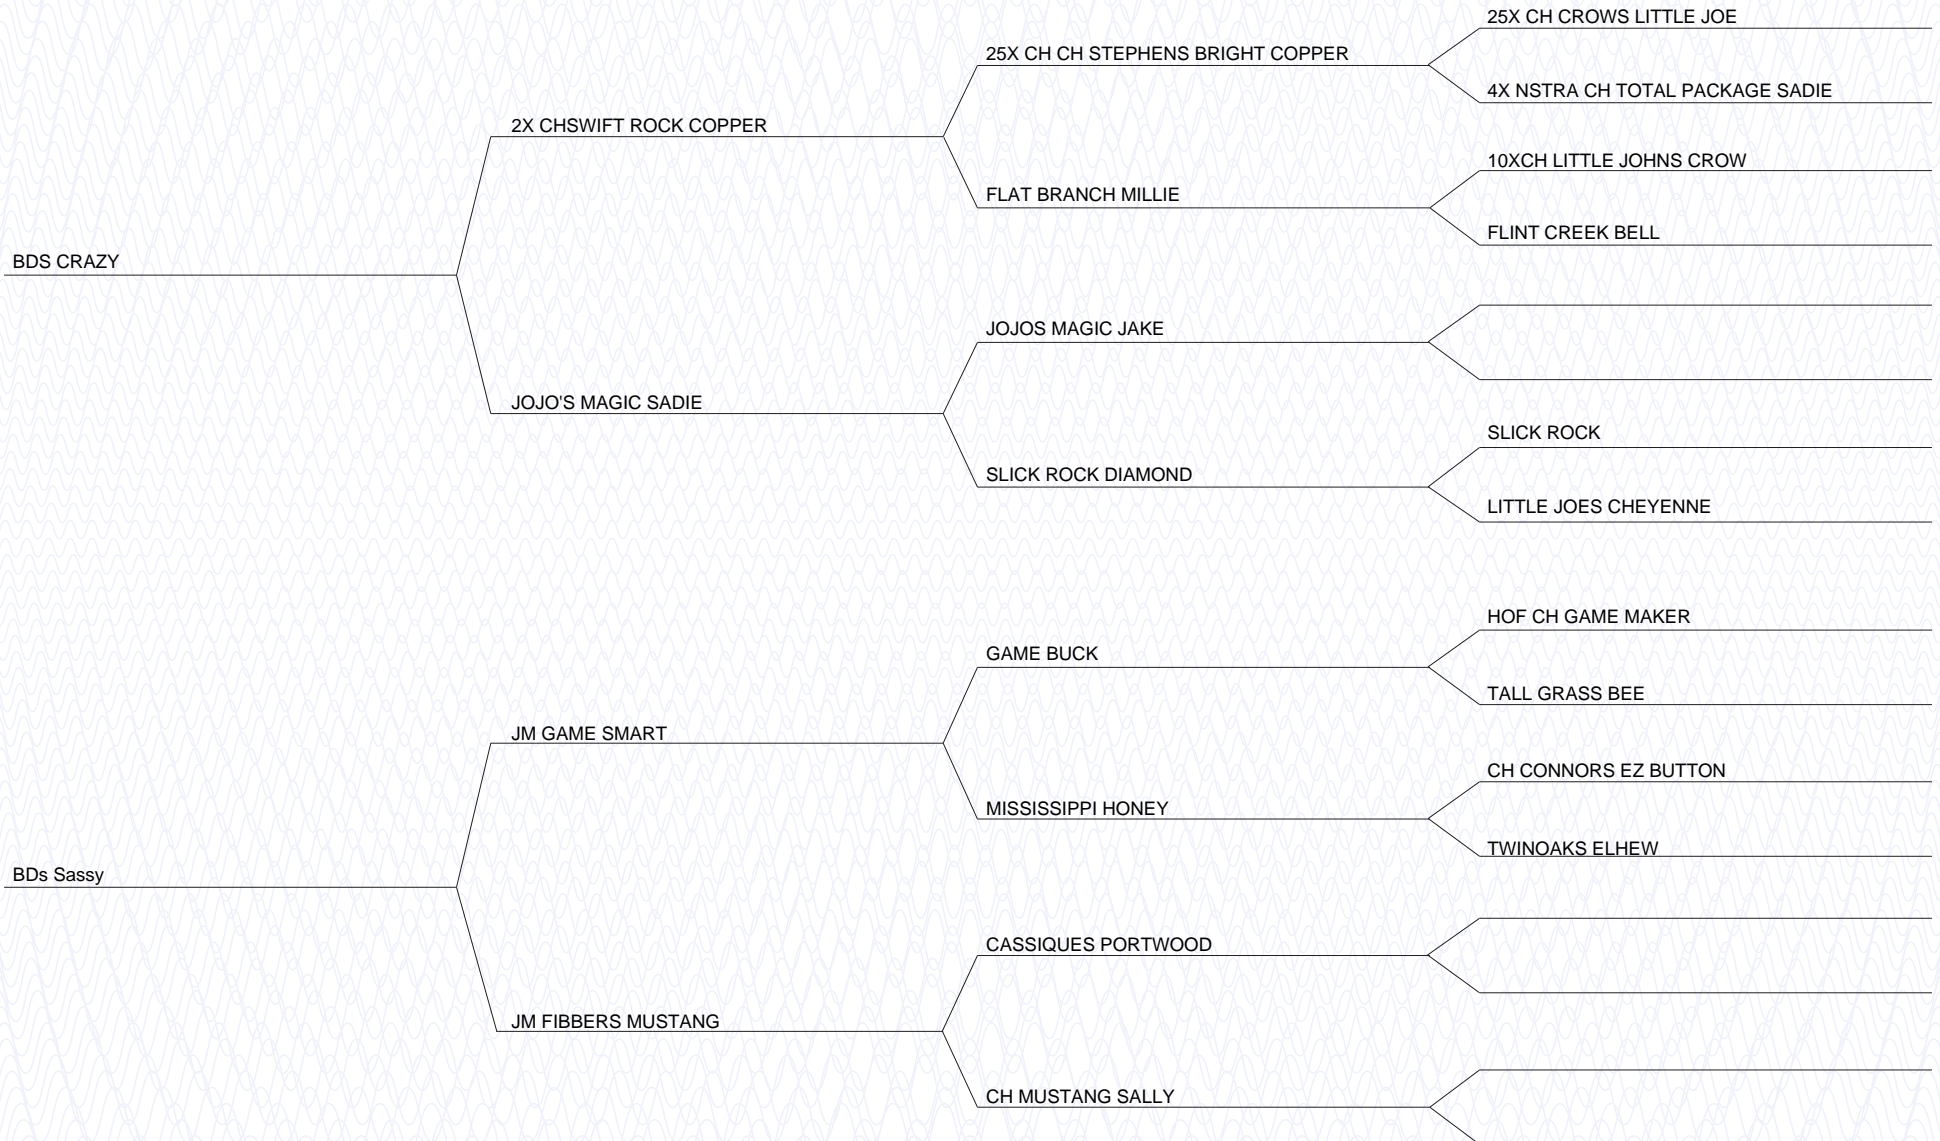 25X CH CROWS LITTLE JOE
25X CH CH STEPHENS BRIGHT COPPER
4X NSTRA CH TOTAL PACKAGE SADIE
2X CHSWIFT ROCK COPPER
10XCH LITTLE JOHNS CROW
FLAT BRANCH MILLIE
FLINT CREEK BELL
BDS CRAZY
JOJOS MAGIC JAKE
JOJO'S MAGIC SADIE
SLICK ROCK
SLICK ROCK DIAMOND
LITTLE JOES CHEYENNE
HOF CH GAME MAKER
GAME BUCK
TALL GRASS BEE
JM GAME SMART
CH CONNORS EZ BUTTON
MISSISSIPPI HONEY
TWINOAKS ELHEW
BDs Sassy
CASSIQUES PORTWOOD
JM FIBBERS MUSTANG
CH MUSTANG SALLY